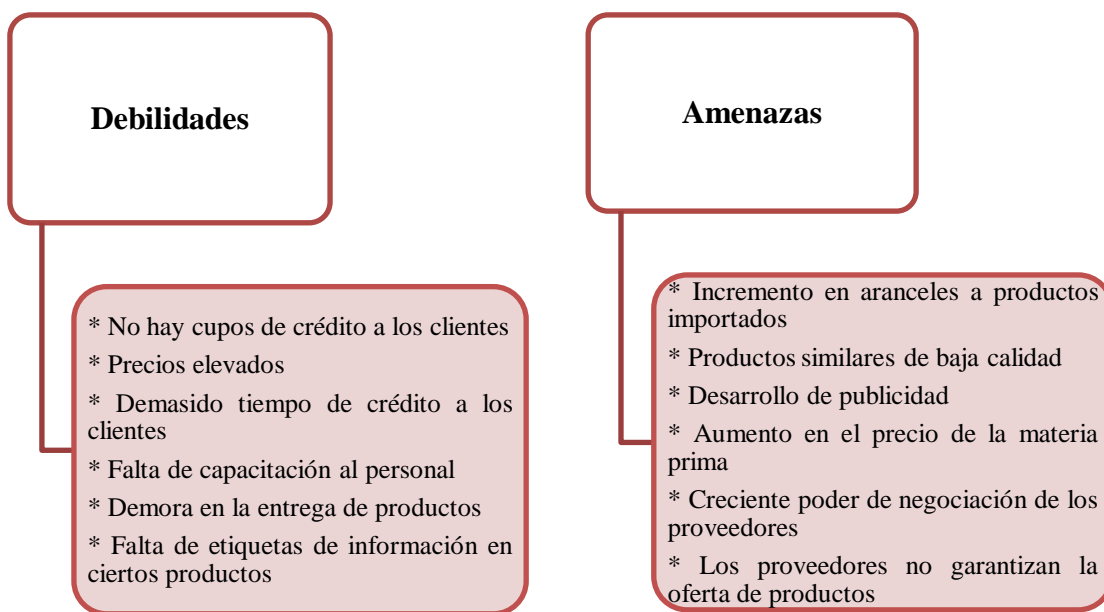 Debilidades
* No hay cupos de crédito a los clientes
* Precios elevados
* Demasido tiempo de crédito a los
clientes
* Falta de capacitación al personal
* Demora en la entrega de productos
* Falta de etiquetas de información en
ciertos productos
Amenazas
* Incremento en aranceles a productos
importados
* Productos similares de baja calidad
* Desarrollo de publicidad
* Aumento en el precio de la materia
prima
* Creciente poder de negociación de los
proveedores
* Los proveedores no garantizan la
oferta de productos